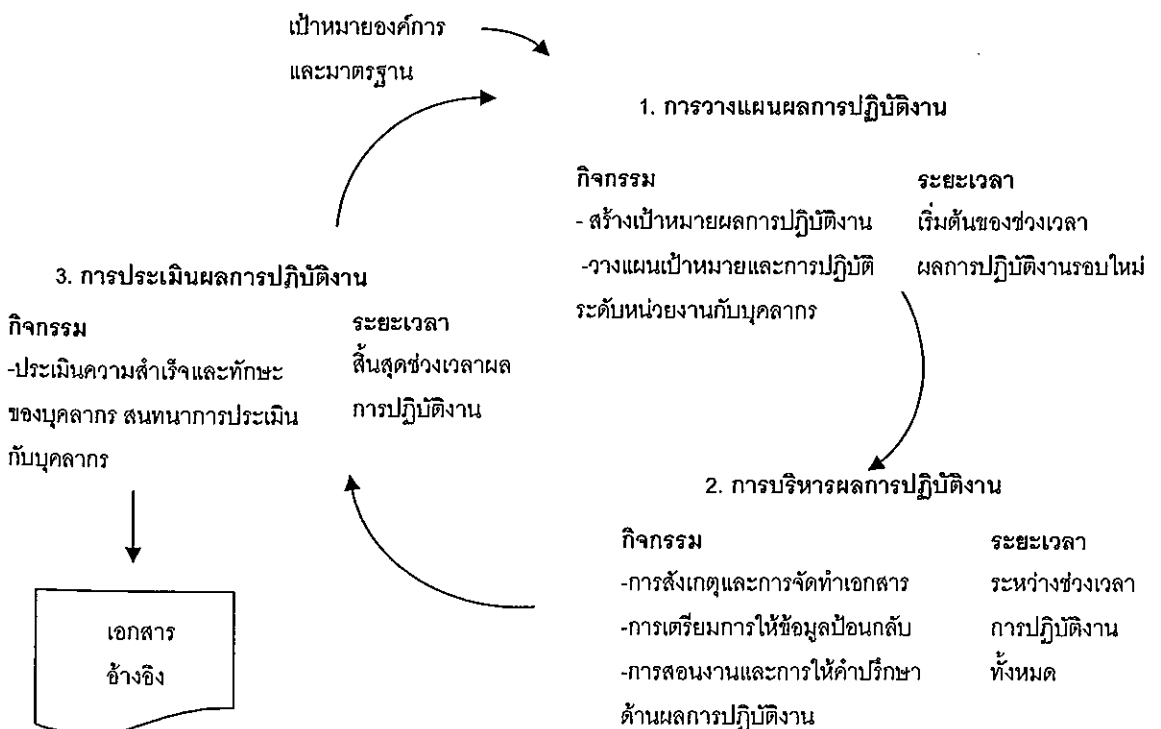 เป้าหมายองค์การ
และมาตรฐาน
1. การวางแผนผลการปฏิบัติงาน
กิจกรรม
- สร้างเป้าหมายผลการปฏิบัติงาน
-วางแผนเป้าหมายและการปฏิบัติ
ระดับหน่วยงานกับบุคลากร
ระยะเวลา
เริ่มต้นของช่วงเวลา
ผลการปฏิบัติงานรอบใหม่
2. การบริหารผลการปฏิบัติงาน
กิจกรรม
-การสังเกตุและการจัดทำเอกสาร
-การเตรียมการให้ข้อมูลป้อนกลับ
-การสอนงานและการให้คำปรึกษา
ด้านผลการปฏิบัติงาน
ระยะเวลา
ระหว่างช่วงเวลา
การปฏิบัติงาน
ทั้งหมด
3. การประเมินผลการปฏิบัติงาน
กิจกรรม
-ประเมินความสำเร็จและทักษะ
ของบุคลากร สนทนาการประเมิน
กับบุคลากร
ระยะเวลา
สิ้นสุดช่วงเวลาผล
การปฏิบัติงาน
เอกสาร
อ้างอิง